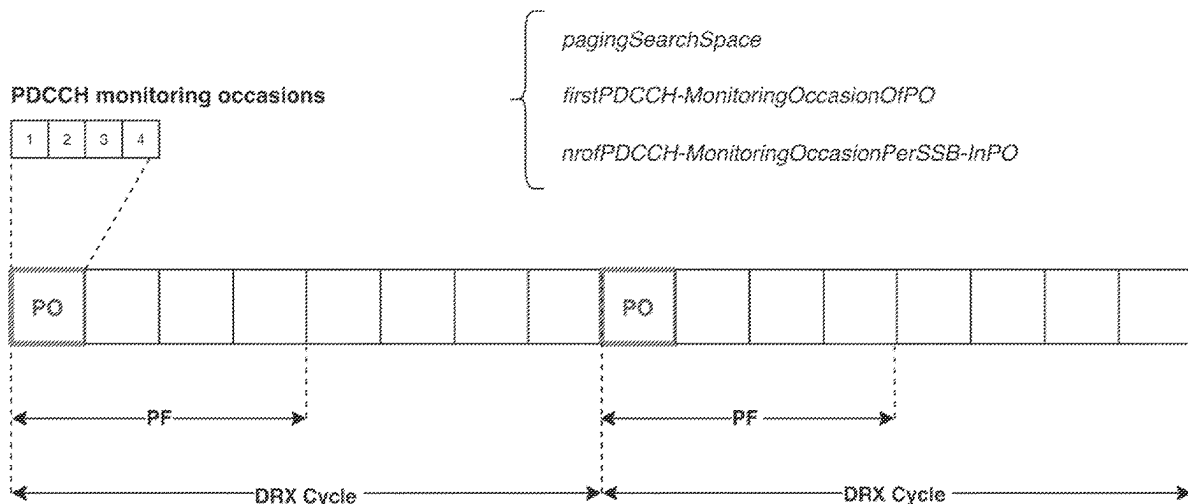 pagingSearchSpace
PDCCH monitoring occasions
firstPDCCH-MonitoringOccasionOfPO
1 2 3 4
nrofPDCCH-MonitoringOccasionPerSSB-InPO
PO PO
PF PF
DRX Cycle DRX Cycle